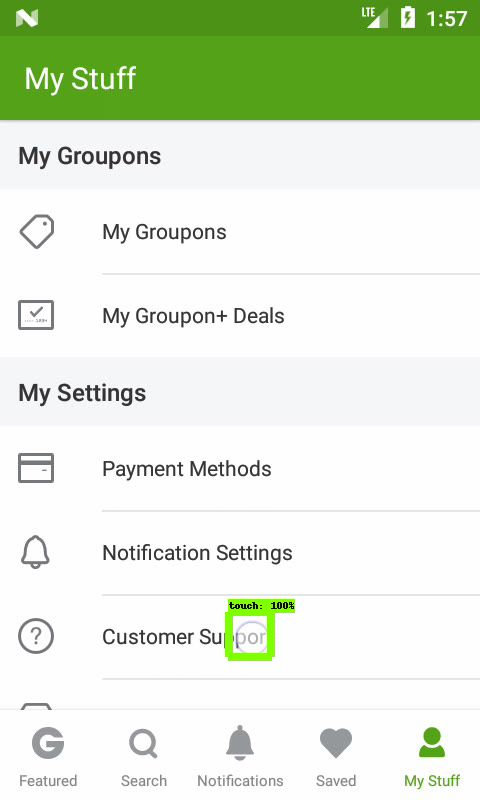 LTE 1:57
My Stuff
My Groupons
My Groupons
My Groupon+ Deals
My Settings
Payment Methods
Notification Settings
touch: 100%
Customer Suppor
Featured Search Notifications Saved My Stuff